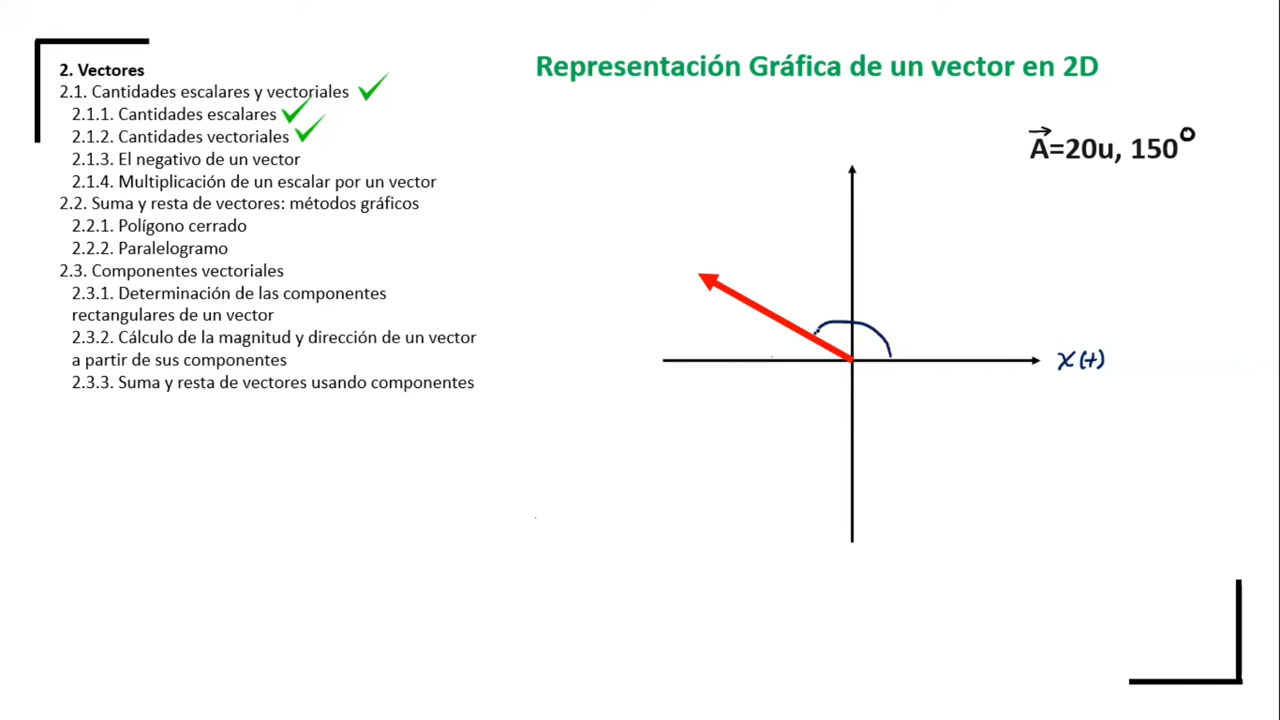 2. Vectores
2.1. Cantidades escalares y vectoriales
2.1.1. Cantidades escalares
2.1.2. Cantidades vectoriales
2.1.3. El negativo de un vector
2.1.4. Multiplicación de un escalar por un vector
2.2. Suma y resta de vectores: métodos gráficos
2.2.1. Polígono cerrado
2.2.2. Paralelogramo
2.3. Componentes vectoriales
2.3.1. Determinación de las componentes
rectangulares de un vector
2.3.2. Cálculo de la magnitud y dirección de un vector
a partir de sus componentes
2.3.3. Suma y resta de vectores usando componentes
Representación Gráfica de un vector en 2D
A⃗=20u, 150°
x(+)